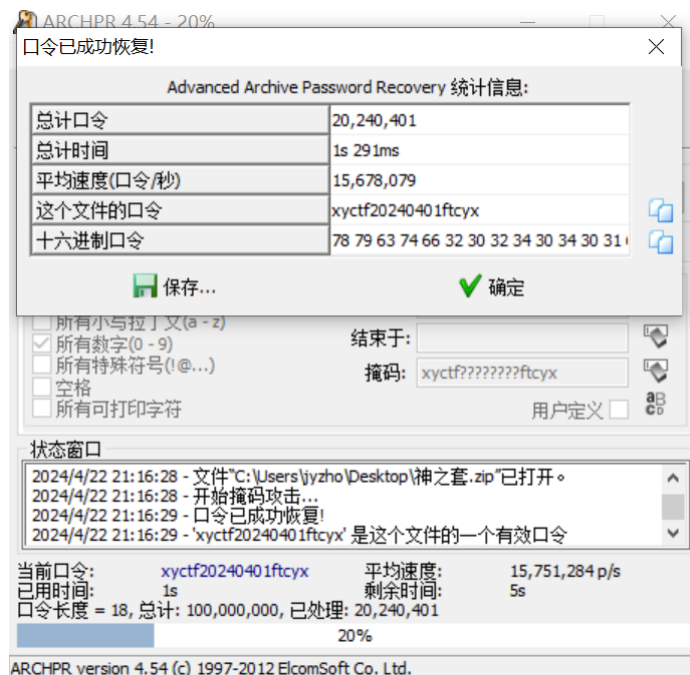 ARCHPR 4.54 - 20%
口令已成功恢复!
Advanced Archive Password Recovery 统计信息:
总计口令 20,240,401
总计时间 1s 291ms
平均速度(口令/秒) 15,678,079
这个文件的口令 xyctf20240401ftcyx
十六进制口令 78 79 63 74 66 32 30 32 34 30 34 30 31
保存... 确定
所有小写拉丁文(a - z)
所有数字(0 - 9) 结束于:
所有特殊符号(!@...) 掩码: xyctf????????ftcyx
空格
所有可打印字符 用户定义
状态窗口
2024/4/22 21:16:28 - 文件"C:\Users\jyzho\Desktop\神之套.zip"已打开。
2024/4/22 21:16:28 - 开始掩码攻击...
2024/4/22 21:16:29 - 口令已成功恢复!
2024/4/22 21:16:29 - 'xyctf20240401ftcyx' 是这个文件的一个有效口令
当前口令: xyctf20240401ftcyx 平均速度: 15,751,284 p/s
已用时间: 1s 剩余时间: 5s
口令长度 = 18, 总计: 100,000,000, 已处理: 20,240,401
20%
ARCHPR version 4.54 (c) 1997-2012 ElcomSoft Co. Ltd.